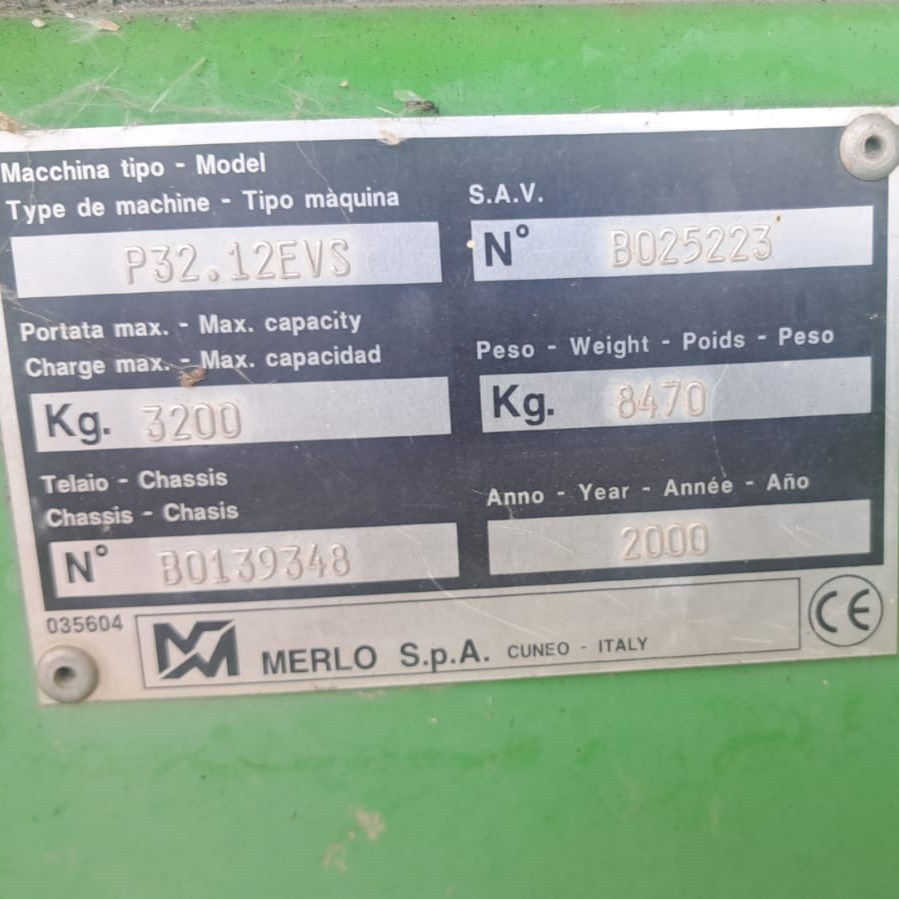 Macchina tipo - Model
Type de machine - Tipo màquina
P32.12EVS
S.A.V.
N° B025223
Portata max. - Max. capacity
Charge max. - Max. capacidad
Kg. 3200
Peso - Weight - Poids - Peso
Kg. 8470
Telaio - Chassis
Chassis - Chasis
N° B0139348
Anno - Year - Année - Año
2000
035604
MERLO S.p.A. CUNEO - ITALY
CE